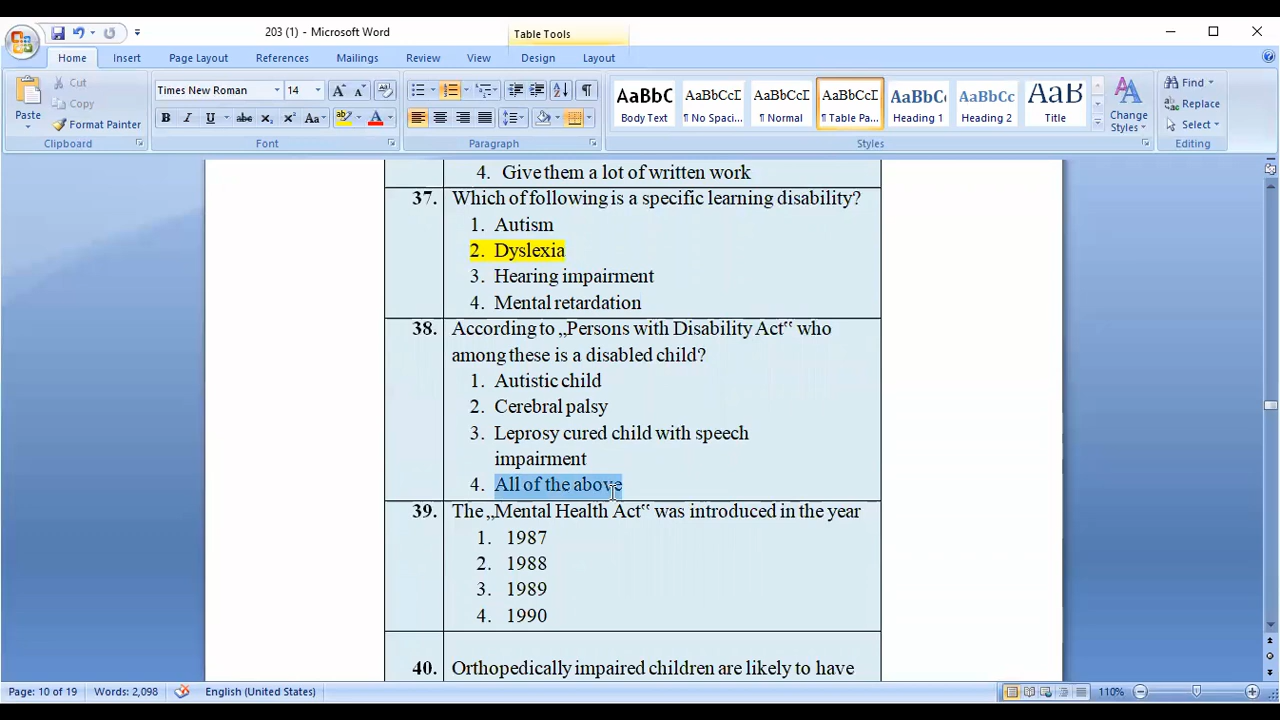 203 (1) - Microsoft Word
Table Tools
Home Insert Page Layout References Mailings Review View Design Layout
Paste
Cut
Copy
Format Painter
Clipboard
Times New Roman 14
Font
Paragraph
AaBbC AaBbCcD AaBbCcI AaBbCcI AaBbCc AaBbCc AaB
Body Text ¶ No Spaci... ¶ Normal ¶ Table Pa... Heading 1 Heading 2 Title
Change Styles
Styles
Find
Replace
Select
Editing
4. Give them a lot of written work
37. Which of following is a specific learning disability?
1. Autism
2. Dyslexia
3. Hearing impairment
4. Mental retardation
38. According to „Persons with Disability Act‟ who
among these is a disabled child?
1. Autistic child
2. Cerebral palsy
3. Leprosy cured child with speech
impairment
4. All of the above
39. The „Mental Health Act‟ was introduced in the year
1. 1987
2. 1988
3. 1989
4. 1990
40. Orthopedically impaired children are likely to have
Page: 10 of 19 Words: 2,098 English (United States) 110%